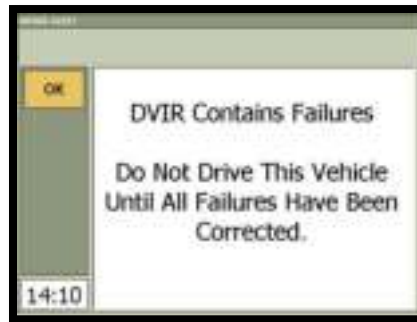 OK
DVIR Contains Failures
Do Not Drive This Vehicle
Until All Failures Have Been
Corrected.
14:10